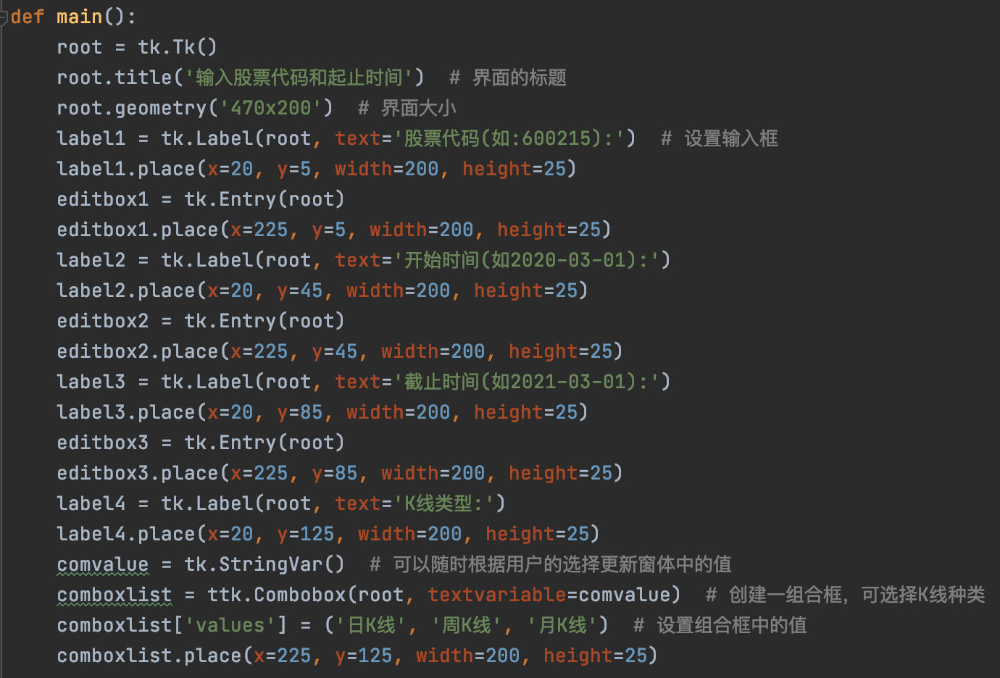 def main():
    root = tk.Tk()
    root.title('输入股票代码和起止时间')  # 界面的标题
    root.geometry('470x200')  # 界面大小
    label1 = tk.Label(root, text='股票代码(如:600215):')  # 设置输入框
    label1.place(x=20, y=5, width=200, height=25)
    editbox1 = tk.Entry(root)
    editbox1.place(x=225, y=5, width=200, height=25)
    label2 = tk.Label(root, text='开始时间(如2020-03-01):')
    label2.place(x=20, y=45, width=200, height=25)
    editbox2 = tk.Entry(root)
    editbox2.place(x=225, y=45, width=200, height=25)
    label3 = tk.Label(root, text='截止时间(如2021-03-01):')
    label3.place(x=20, y=85, width=200, height=25)
    editbox3 = tk.Entry(root)
    editbox3.place(x=225, y=85, width=200, height=25)
    label4 = tk.Label(root, text='K线类型:')
    label4.place(x=20, y=125, width=200, height=25)
    comvalue = tk.StringVar()  # 可以随时根据用户的选择更新窗体中的值
    comboxlist = ttk.Combobox(root, textvariable=comvalue)  # 创建一组合框，可选择K线种类
    comboxlist['values'] = ('日K线', '周K线', '月K线')  # 设置组合框中的值
    comboxlist.place(x=225, y=125, width=200, height=25)